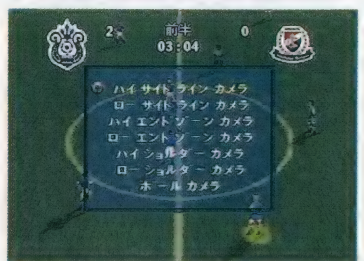 2 前半 0
03:04
ハイ サイド ライン カメラ
ロー サイド ライン カメラ
ハイ エンド ゾーン カメラ
ロー エンド ゾーン カメラ
ハイ ショルダー カメラ
ロー ショルダー カメラ
ボール カメラ